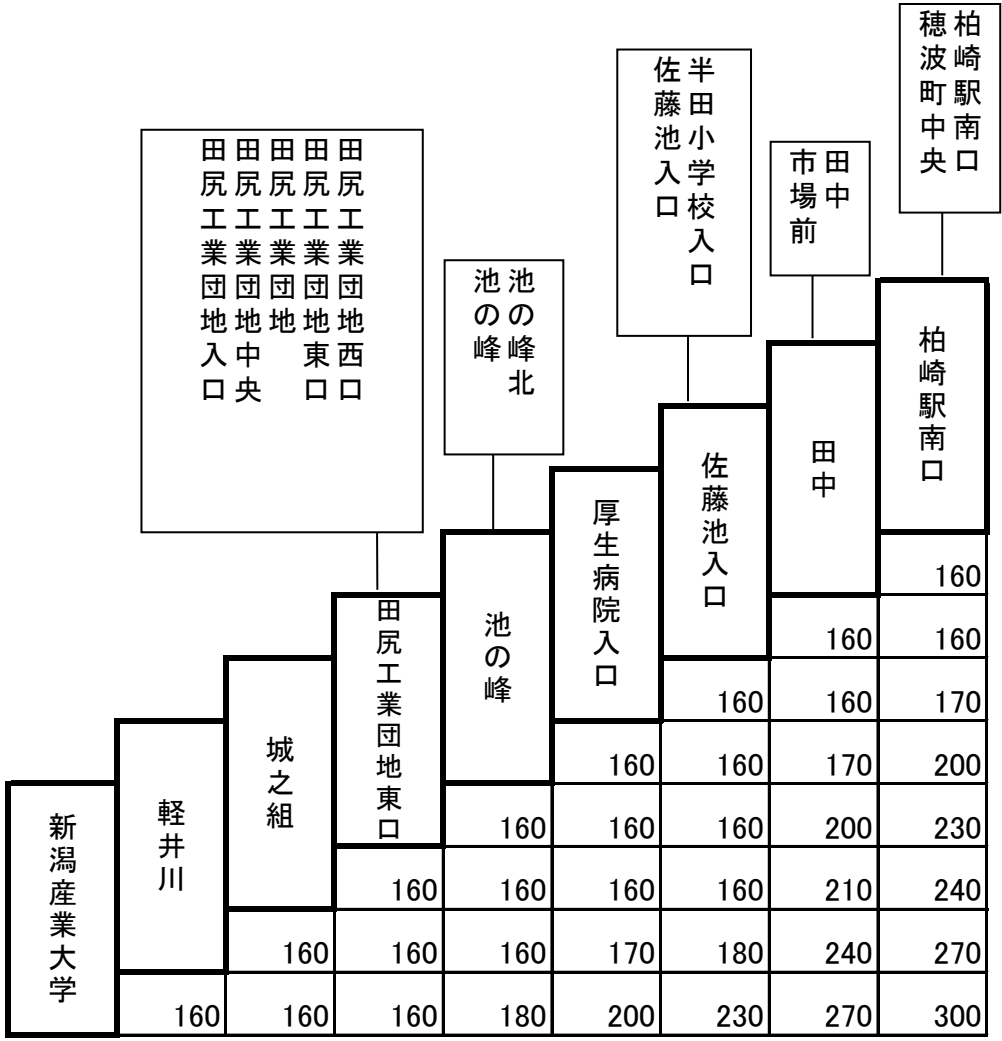 柏崎駅南口
穂波町中央
半田小学校入口
佐藤池入口
田中
市場前
田尻工業団地西口
田尻工業団地東口
田尻工業団地
田尻工業団地中央
田尻工業団地入口
池の峰北
池の峰
柏崎駅南口
田中
佐藤池入口
厚生病院入口
池の峰
田尻工業団地東口
城之組
軽井川
新潟産業大学
160
160 160
160 160 170
160 160 170 200
160 160 160 200 230
160 160 160 160 210 240
160 160 160 170 180 240 270
160 160 160 180 200 230 270 300